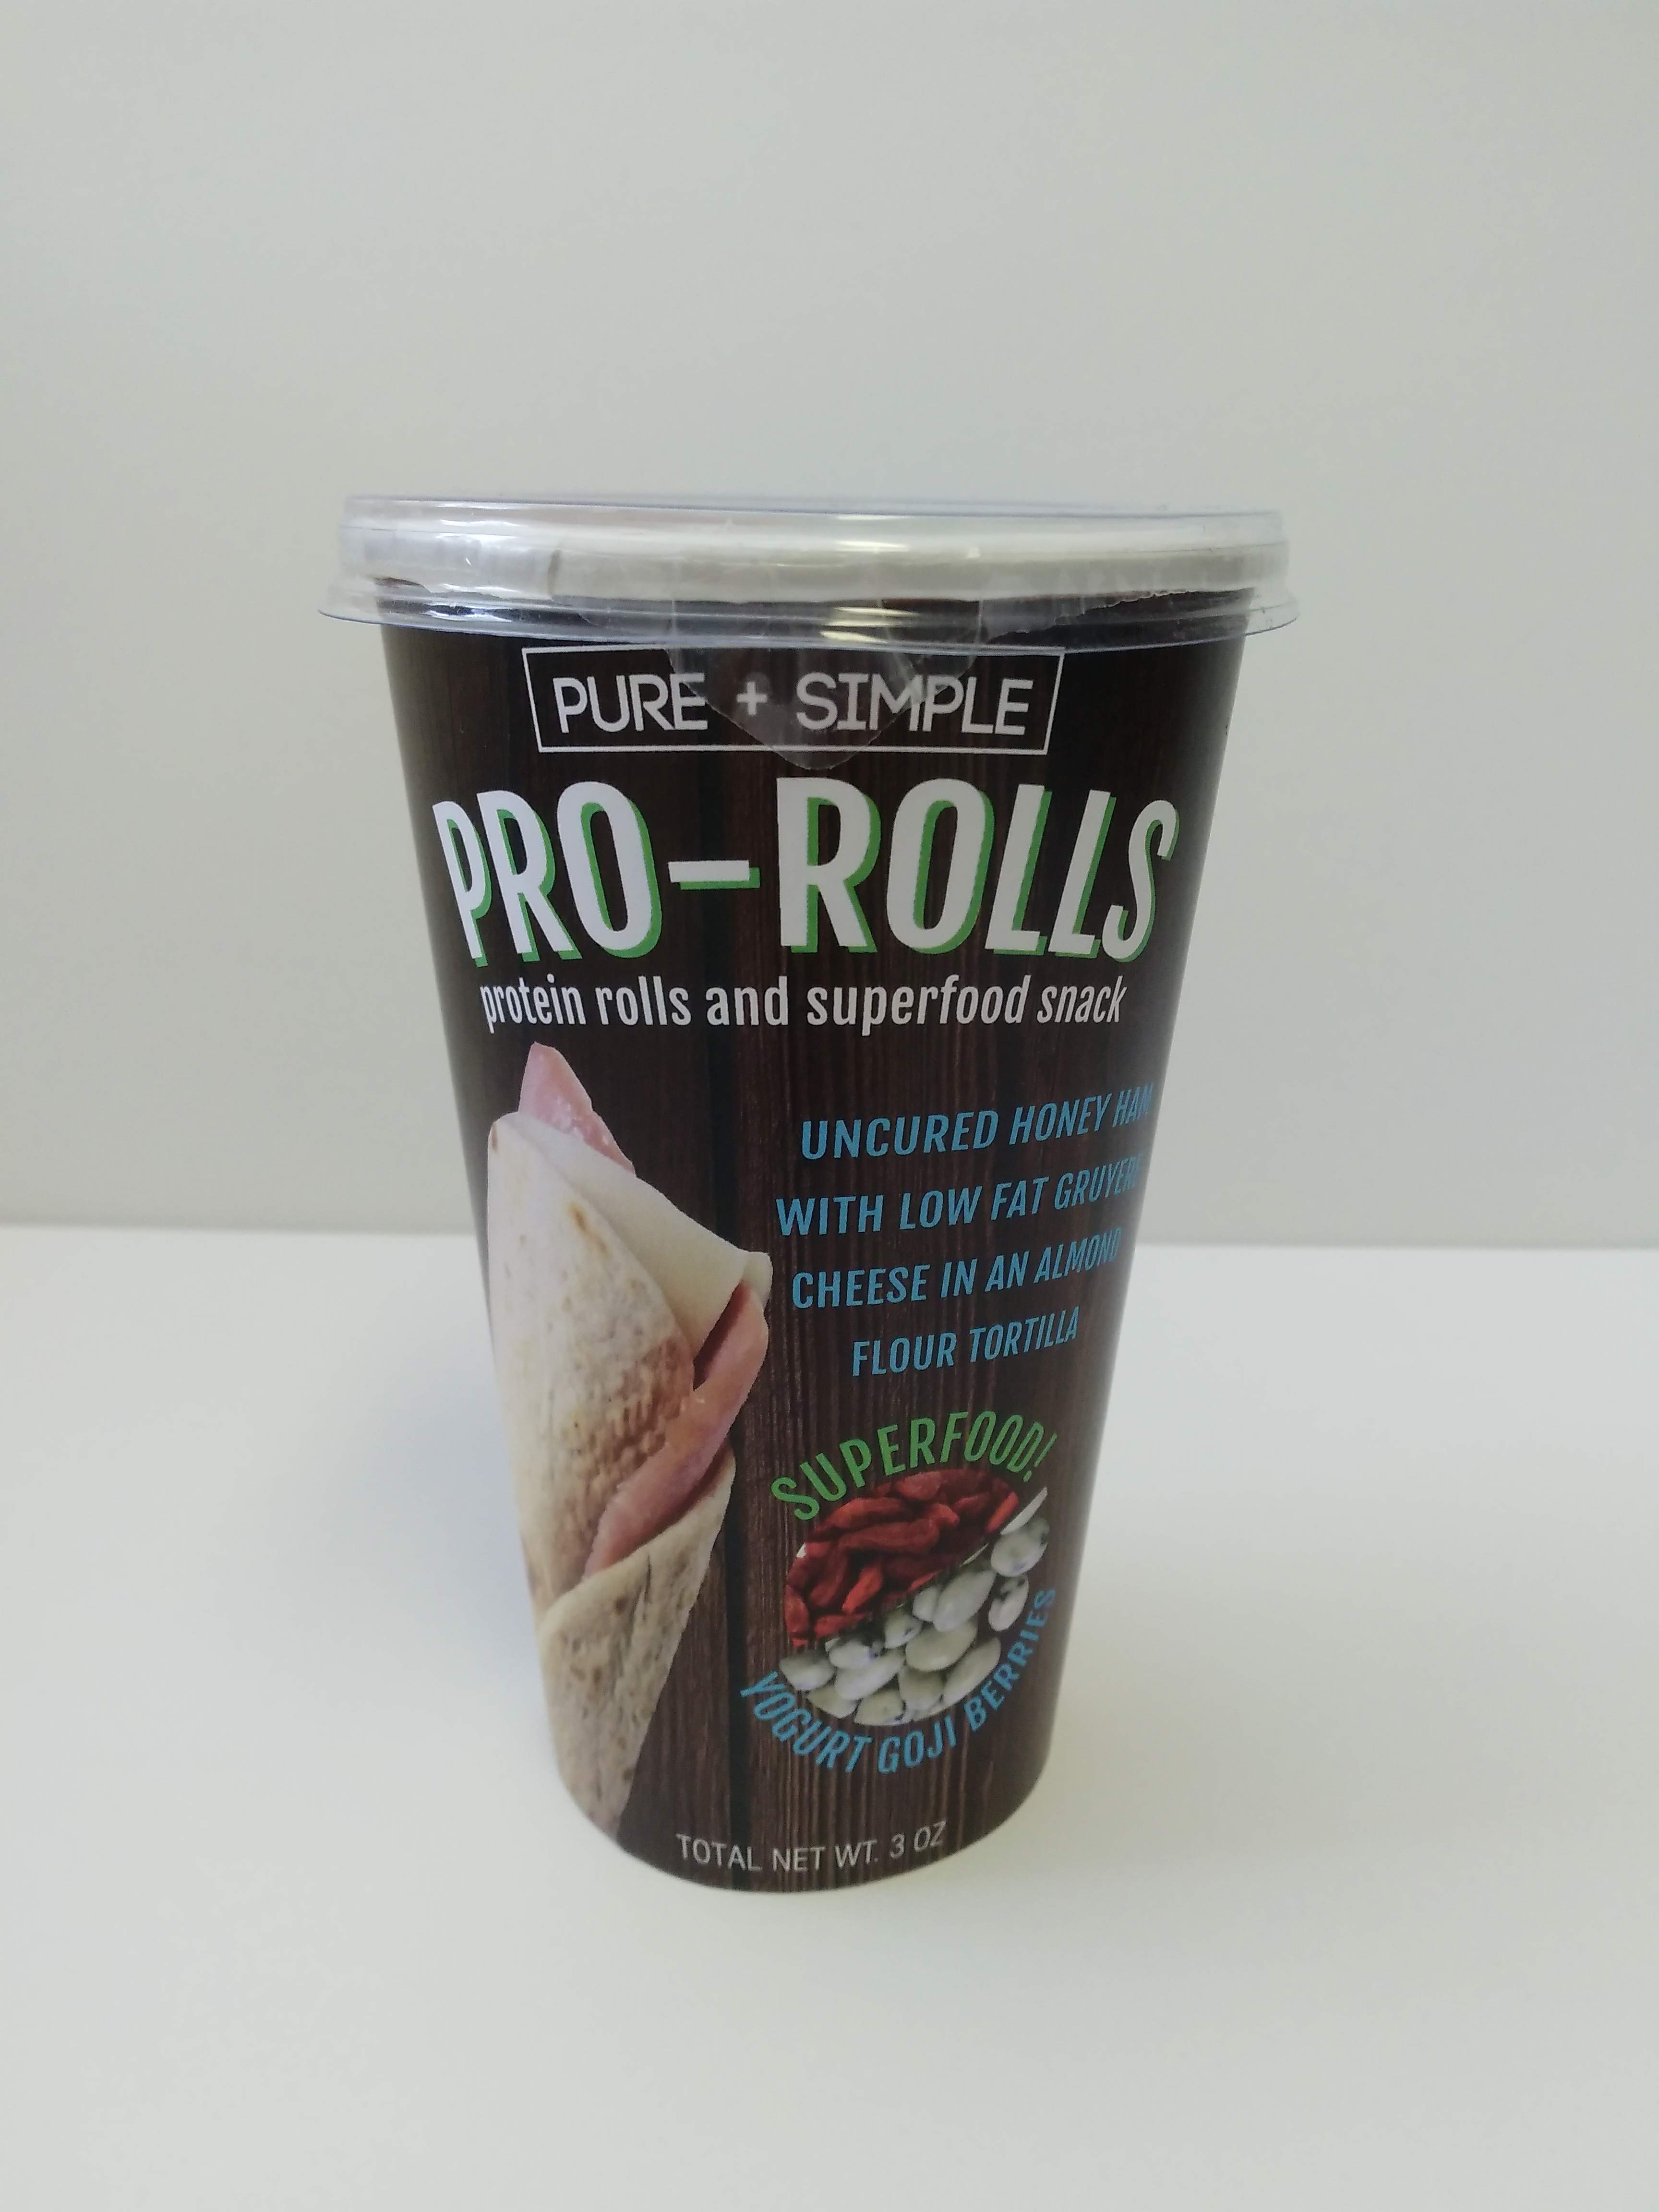 PURE + SIMPLE
PRO-ROLLS
protein rolls and superfood snack
UNCURED HONEY HAM
WITH LOW FAT GRUYERE
CHEESE IN AN ALMOND
FLOUR TORTILLA
SUPERFOOD!
YOGURT GOJI BERRIES
TOTAL NET WT. 3 OZ